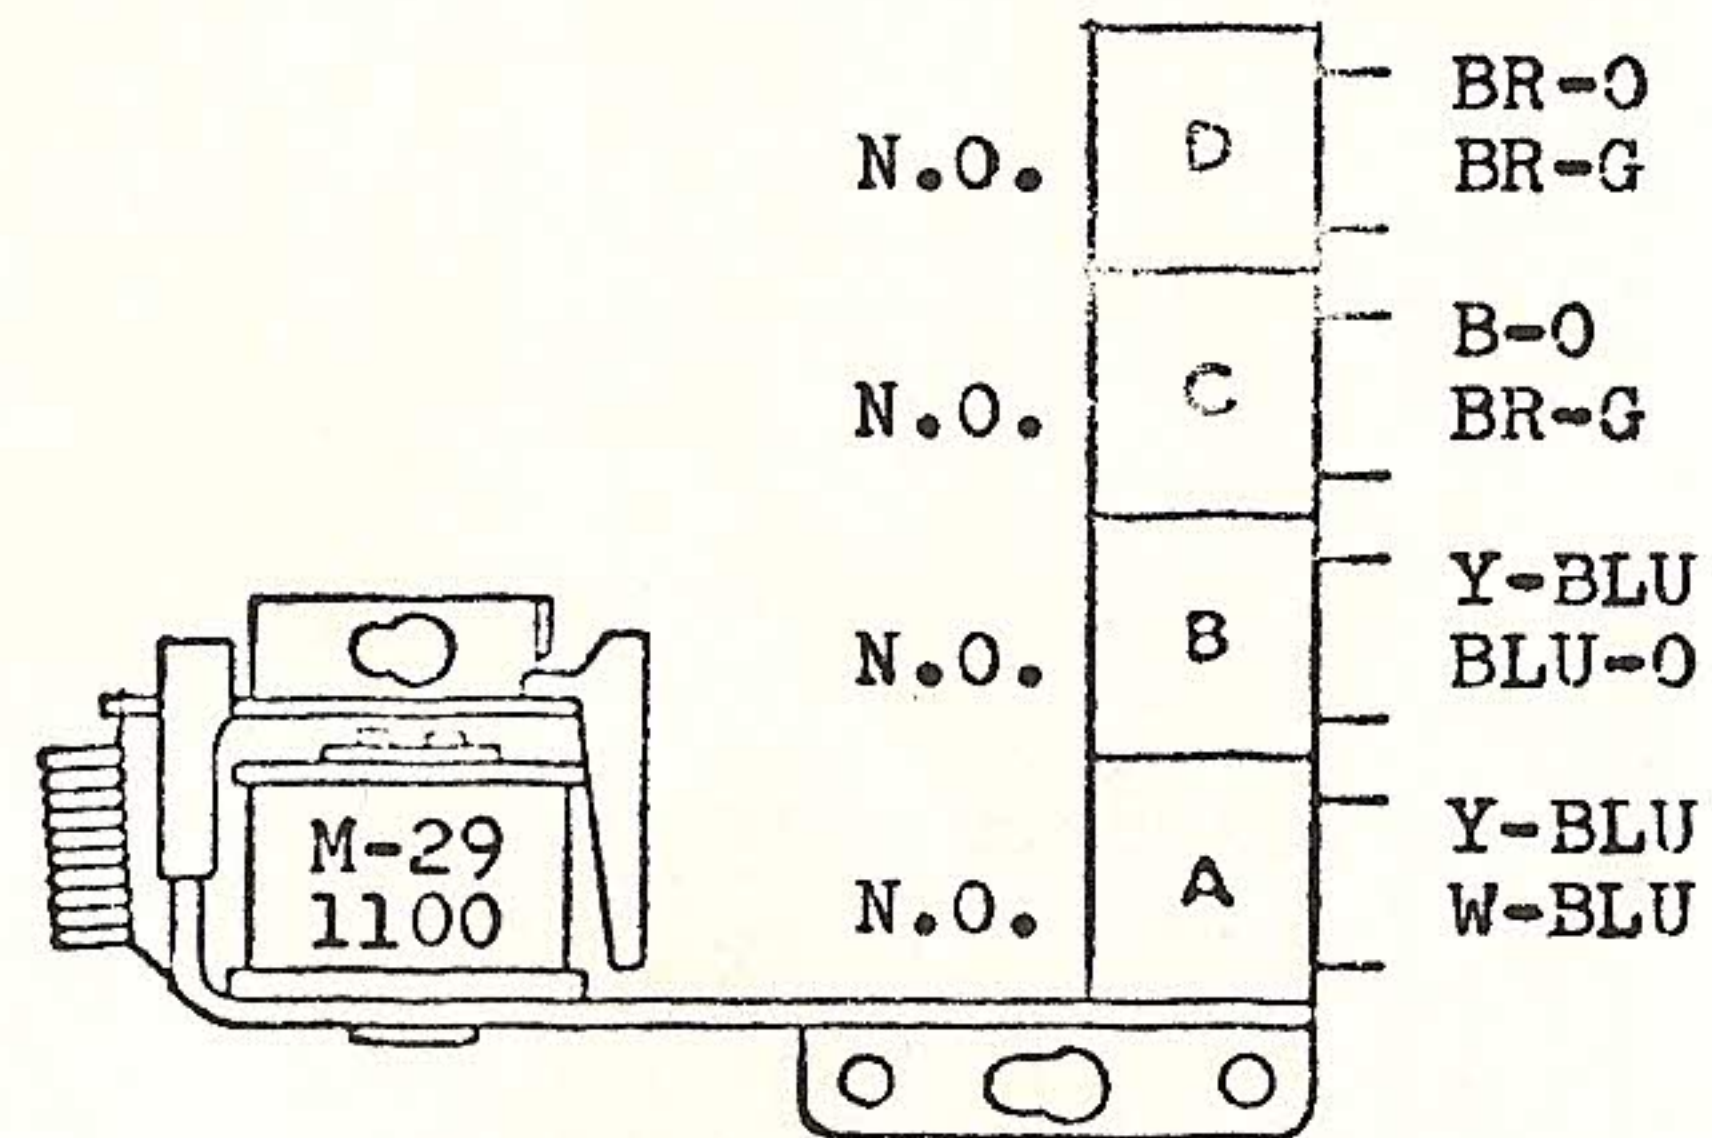 BR-O
N.O. D BR-G
B-O
N.O. C BR-G
Y-BLU
N.O. B BLU-O
Y-BLU
N.O. A W-BLU
M-29
1100